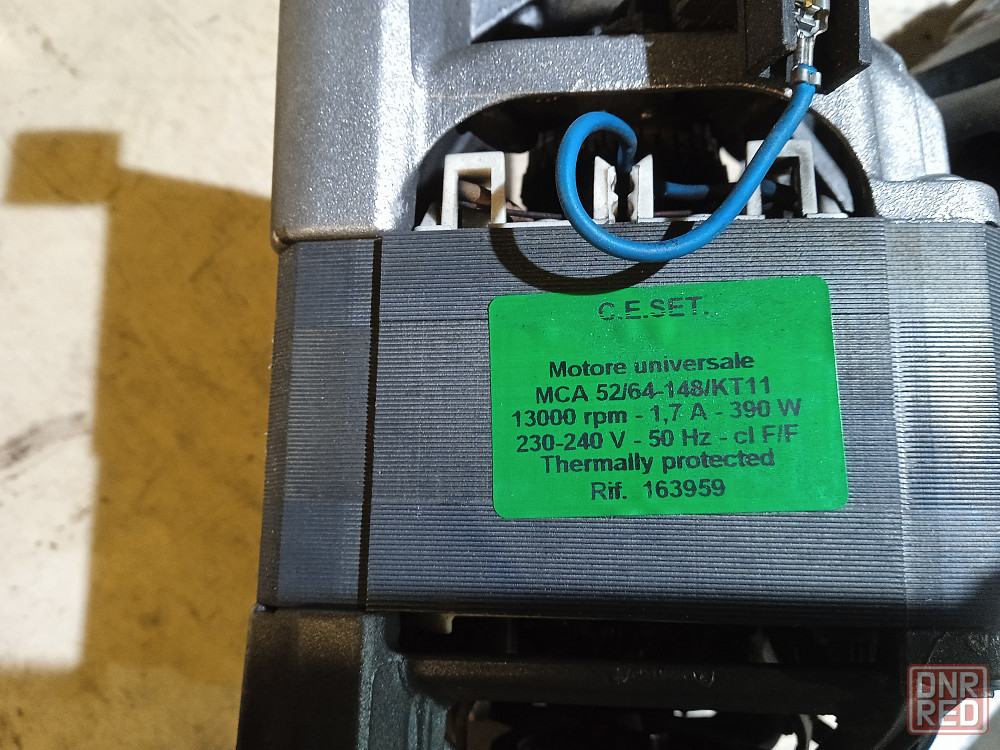 C.E.SET.
Motore universale
MCA 52/64-148/KT11
13000 rpm - 1,7 A - 390 W
230-240 V - 50 Hz - cl F/F
Thermally protected
Rif. 163959
DNR
RED